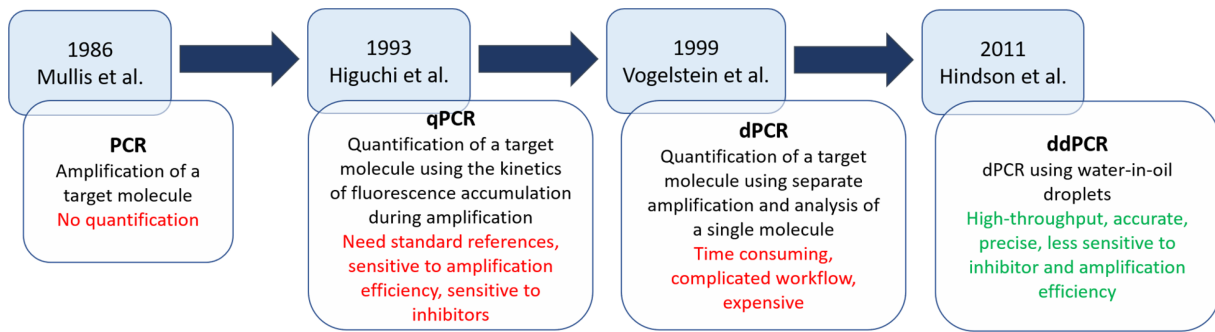 1986
Mullis et al.
PCR
Amplification of a
target molecule
No quantification
1993
Higuchi et al.
qPCR
Quantification of a target
molecule using the kinetics
of fluorescence accumulation
during amplification
Need standard references,
sensitive to amplification
efficiency, sensitive to
inhibitors
1999
Vogelstein et al.
dPCR
Quantification of a target
molecule using separate
amplification and analysis of
a single molecule
Time consuming,
complicated workflow,
expensive
2011
Hindson et al.
ddPCR
dPCR using water-in-oil
droplets
High-throughput, accurate,
precise, less sensitive to
inhibitor and amplification
efficiency